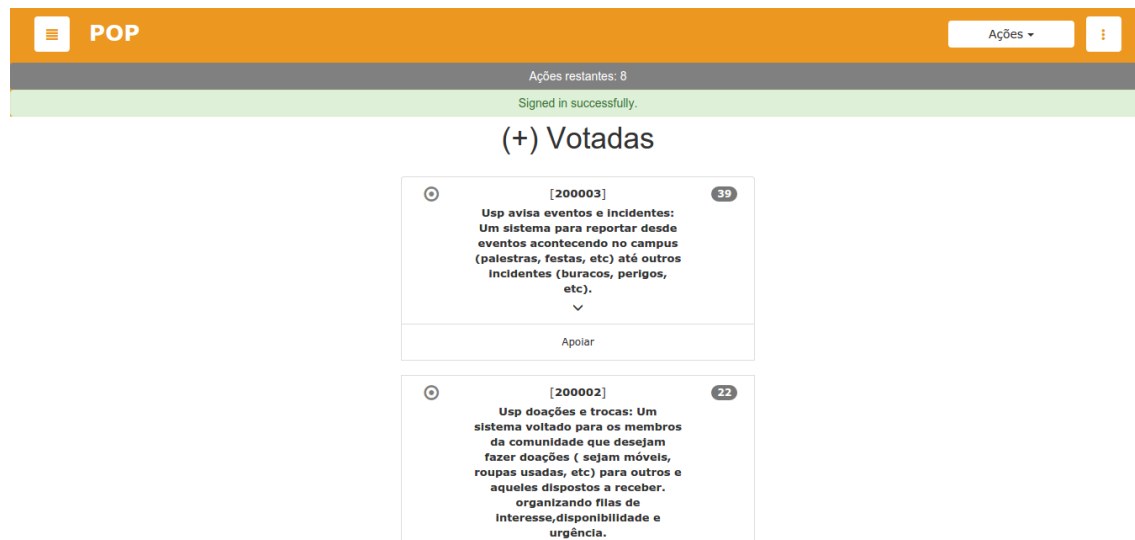 POP
Ações
Ações restantes: 8
Signed in successfully.
(+) Votadas
[200003]
39
Usp avisa eventos e incidentes:
Um sistema para reportar desde
eventos acontecendo no campus
(palestras, festas, etc) até outros
incidentes (buracos, perigos,
etc).
Apoiar
[200002]
22
Usp doações e trocas: Um
sistema voltado para os membros
da comunidade que desejam
fazer doações ( sejam móveis,
roupas usadas, etc) para outros e
aqueles dispostos a receber.
organizando filas de
interesse,disponibilidade e
urgência.